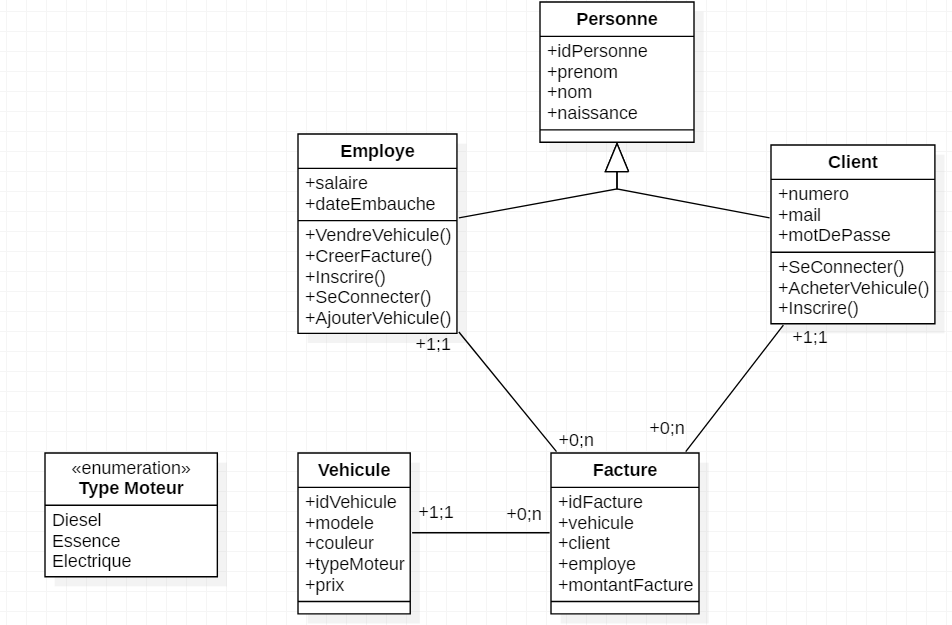 Personne
+idPersonne
+prenom
+nom
+naissance
Employe
+salaire
+dateEmbauche
+VendreVehicule()
+CreerFacture()
+Inscrire()
+SeConnecter()
+AjouterVehicule()
Client
+numero
+mail
+motDePasse
+SeConnecter()
+AcheterVehicule()
+Inscrire()
+1;1
+1;1
+0;n
+0;n
«enumeration»
Type Moteur
Diesel
Essence
Electrique
Vehicule
+idVehicule
+modele
+couleur
+typeMoteur
+prix
+1;1
+0;n
Facture
+idFacture
+vehicule
+client
+employe
+montantFacture